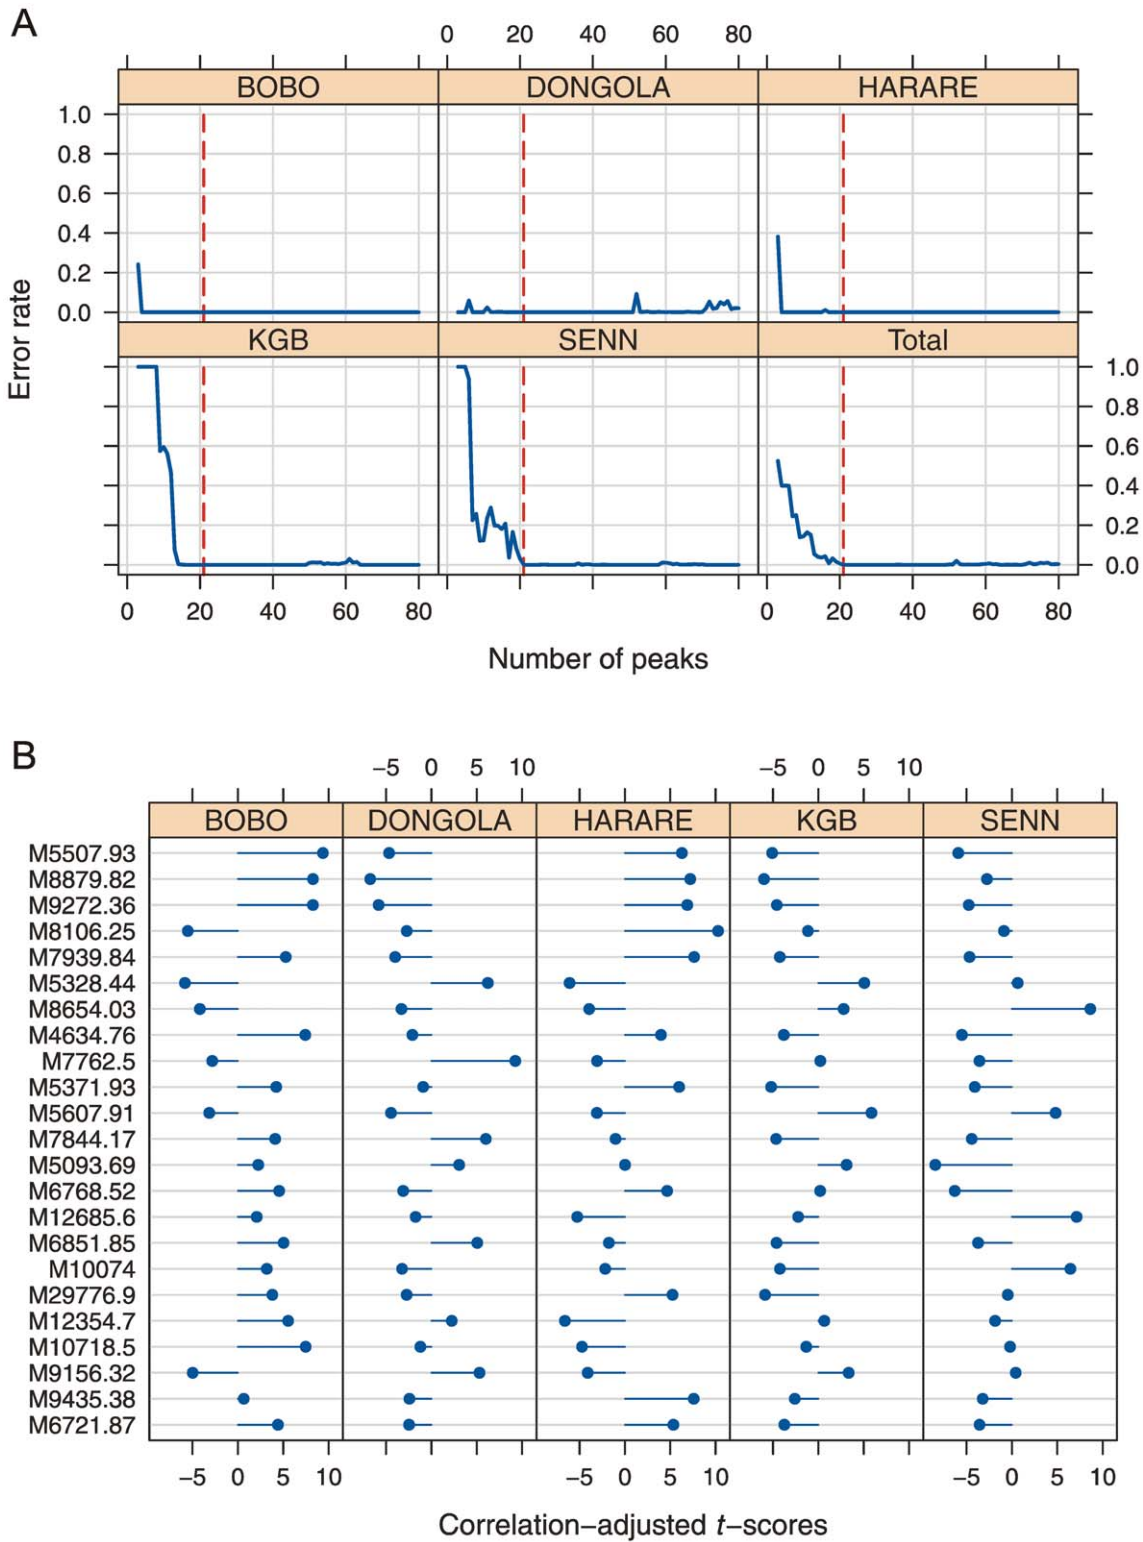 A
0 20 40 60 80
BOBO DONGOLA HARARE
1.0
0.8
0.6
0.4
0.2
0.0
Error rate
KGB SENN Total
1.0
0.8
0.6
0.4
0.2
0.0
0 20 40 60 80 0 20 40 60 80
Number of peaks
B
−5 0 5 10 −5 0 5 10
BOBO DONGOLA HARARE KGB SENN
M5507.93
M8879.82
M9272.36
M8106.25
M7939.84
M5328.44
M8654.03
M4634.76
M7762.5
M5371.93
M5607.91
M7844.17
M5093.69
M6768.52
M12685.6
M6851.85
M10074
M29776.9
M12354.7
M10718.5
M9156.32
M9435.38
M6721.87
−5 0 5 10 −5 0 5 10 −5 0 5 10
Correlation−adjusted t−scores